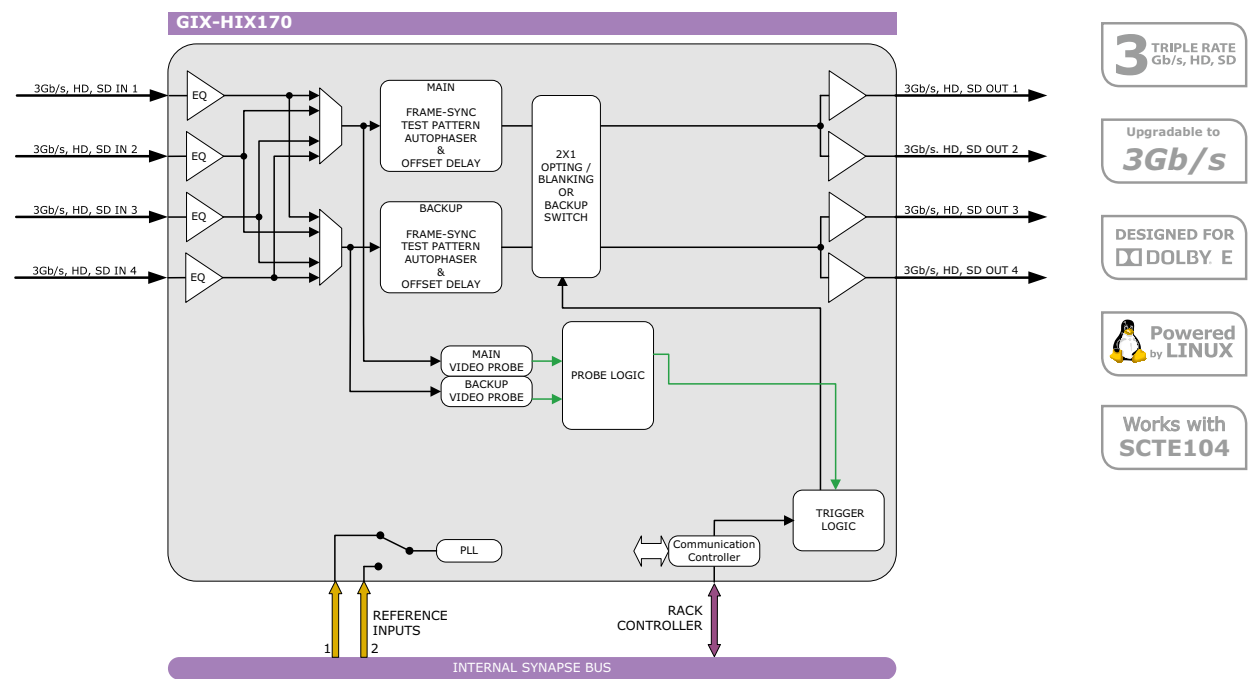 GIX-HIX170
3Gb/s, HD, SD IN 1
3Gb/s, HD, SD IN 2
3Gb/s, HD, SD IN 3
3Gb/s, HD, SD IN 4
EQ
EQ
EQ
EQ
MAIN
FRAME-SYNC
TEST PATTERN
AUTOPHASER
&
OFFSET DELAY
BACKUP
FRAME-SYNC
TEST PATTERN
AUTOPHASER
&
OFFSET DELAY
2X1
OPTING /
BLANKING
OR
BACKUP
SWITCH
3Gb/s, HD, SD OUT 1
3Gb/s. HD, SD OUT 2
3Gb/s, HD, SD OUT 3
3Gb/s, HD, SD OUT 4
MAIN
VIDEO PROBE
BACKUP
VIDEO PROBE
PROBE LOGIC
TRIGGER
LOGIC
PLL
Communication
Controller
REFERENCE
INPUTS
1
2
RACK
CONTROLLER
INTERNAL SYNAPSE BUS
3 TRIPLE RATE
Gb/s, HD, SD
Upgradable to
3Gb/s
DESIGNED FOR
DOLBY E
Powered
by LINUX
Works with
SCTE104